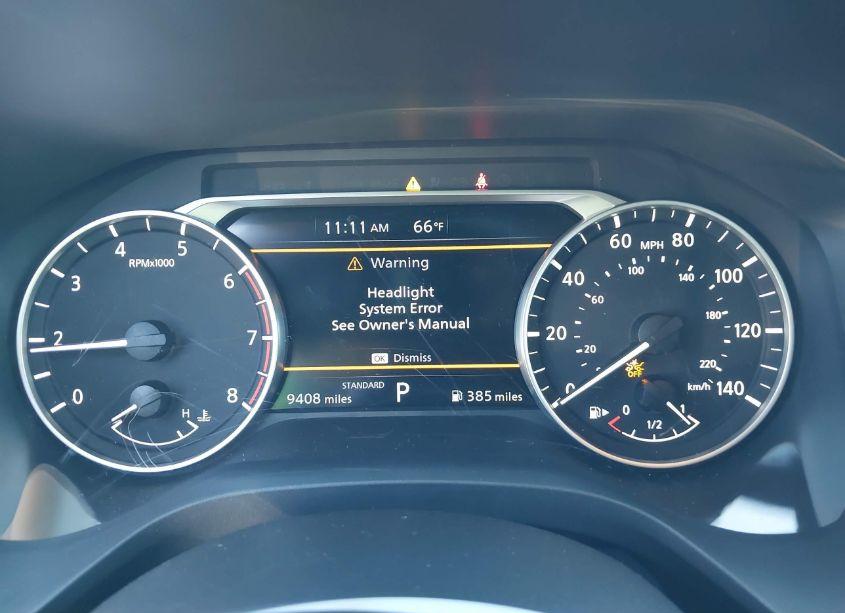 11:11 AM 66°F
Warning
Headlight
System Error
See Owner's Manual
OK Dismiss
STANDARD
9408 miles P 385 miles
RPMx1000
0
2
3
4
5
6
7
8
H
MPH
0
20
40
60
80
100
120
140
20
60
100
140
180
220
km/h
OFF
0 1/2 1